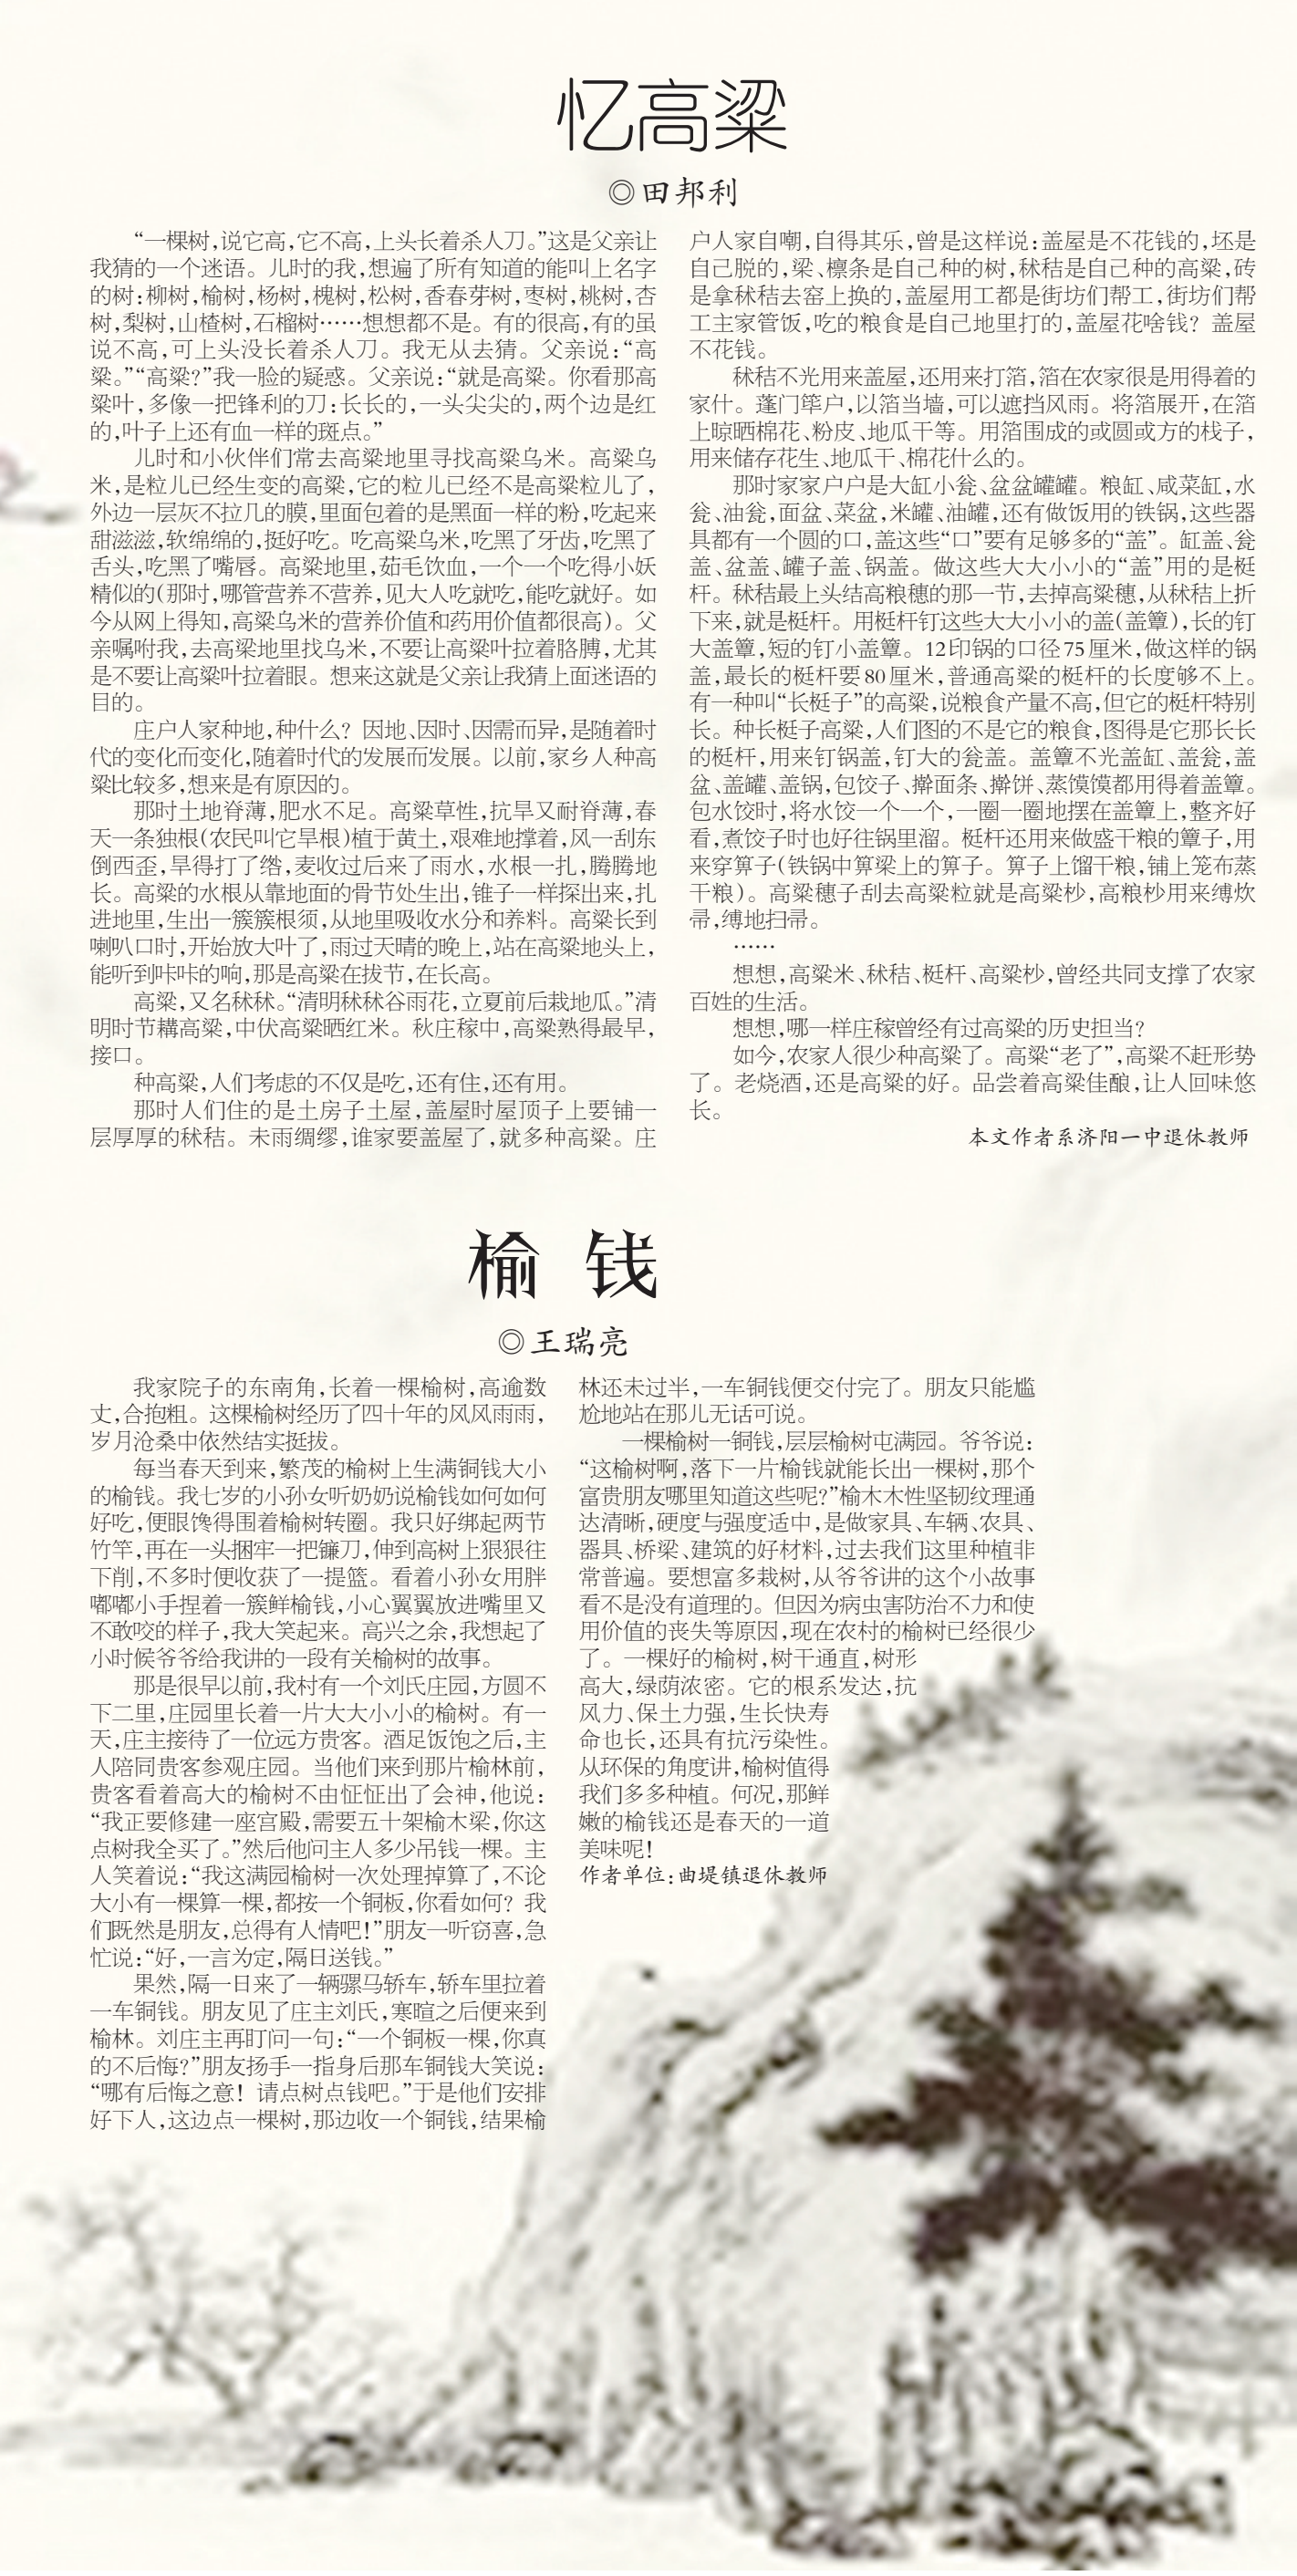 忆高粱
◎田邦利
“一棵树,说它高,它不高,上头长着杀人刀。”这是父亲让
我猜的一个迷语。儿时的我,想遍了所有知道的能叫上名字
的树:柳树,榆树,杨树,槐树,松树,香春芽树,枣树,桃树,杏
树,梨树,山楂树,石榴树……想想都不是。有的很高,有的虽
说不高,可上头没长着杀人刀。我无从去猜。父亲说:“高
粱。”“高粱?”我一脸的疑惑。父亲说:“就是高粱。你看那高
粱叶,多像一把锋利的刀:长长的,一头尖尖的,两个边是红
的,叶子上还有血一样的斑点。”
儿时和小伙伴们常去高粱地里寻找高粱乌米。高粱乌
米,是粒儿已经生变的高粱,它的粒儿已经不是高粱粒儿了,
外边一层灰不拉几的膜,里面包着的是黑面一样的粉,吃起来
甜滋滋,软绵绵的,挺好吃。吃高粱乌米,吃黑了牙齿,吃黑了
舌头,吃黑了嘴唇。高粱地里,茹毛饮血,一个一个吃得小妖
精似的(那时,哪管营养不营养,见大人吃就吃,能吃就好。如
今从网上得知,高粱乌米的营养价值和药用价值都很高)。父
亲嘱咐我,去高粱地里找乌米,不要让高粱叶拉着胳膊,尤其
是不要让高粱叶拉着眼。想来这就是父亲让我猜上面迷语的
目的。
庄户人家种地,种什么? 因地、因时、因需而异,是随着时
代的变化而变化,随着时代的发展而发展。以前,家乡人种高
粱比较多,想来是有原因的。
那时土地脊薄,肥水不足。高粱草性,抗旱又耐脊薄,春
天一条独根(农民叫它旱根)植于黄土,艰难地撑着,风一刮东
倒西歪,旱得打了绺,麦收过后来了雨水,水根一扎,腾腾地
长。高粱的水根从靠地面的骨节处生出,锥子一样探出来,扎
进地里,生出一簇簇根须,从地里吸收水分和养料。高粱长到
喇叭口时,开始放大叶了,雨过天晴的晚上,站在高粱地头上,
能听到咔咔的响,那是高粱在拔节,在长高。
高粱,又名秫秫。“清明秫秫谷雨花,立夏前后栽地瓜。”清
明时节耩高粱,中伏高粱晒红米。秋庄稼中,高粱熟得最早,
接口。
种高粱,人们考虑的不仅是吃,还有住,还有用。
那时人们住的是土房子土屋,盖屋时屋顶子上要铺一
层厚厚的秫秸。未雨绸缪,谁家要盖屋了,就多种高粱。庄
户人家自嘲,自得其乐,曾是这样说:盖屋是不花钱的,坯是
自己脱的,梁、檩条是自己种的树,秫秸是自己种的高粱,砖
是拿秫秸去窑上换的,盖屋用工都是街坊们帮工,街坊们帮
工主家管饭,吃的粮食是自己地里打的,盖屋花啥钱? 盖屋
不花钱。
秫秸不光用来盖屋,还用来打箔,箔在农家很是用得着的
家什。蓬门筚户,以箔当墙,可以遮挡风雨。将箔展开,在箔
上晾晒棉花、粉皮、地瓜干等。用箔围成的或圆或方的栈子,
用来储存花生、地瓜干、棉花什么的。
那时家家户户是大缸小瓮、盆盆罐罐。粮缸、咸菜缸,水
瓮、油瓮,面盆、菜盆,米罐、油罐,还有做饭用的铁锅,这些器
具都有一个圆的口,盖这些“口”要有足够多的“盖”。缸盖、瓮
盖、盆盖、罐子盖、锅盖。做这些大大小小的“盖”用的是梃
杆。秫秸最上头结高粮穗的那一节,去掉高粱穗,从秫秸上折
下来,就是梃杆。用梃杆钉这些大大小小的盖(盖簟),长的钉
大盖簟,短的钉小盖簟。12印锅的口径75厘米,做这样的锅
盖,最长的梃杆要80厘米,普通高粱的梃杆的长度够不上。
有一种叫“长梃子”的高粱,说粮食产量不高,但它的梃杆特别
长。种长梃子高粱,人们图的不是它的粮食,图得是它那长长
的梃杆,用来钉锅盖,钉大的瓮盖。盖簟不光盖缸、盖瓮,盖
盆、盖罐、盖锅,包饺子、擀面条、擀饼、蒸馍馍都用得着盖簟。
包水饺时,将水饺一个一个,一圈一圈地摆在盖簟上,整齐好
看,煮饺子时也好往锅里溜。梃杆还用来做盛干粮的簟子,用
来穿箅子(铁锅中箅梁上的箅子。箅子上馏干粮,铺上笼布蒸
干粮)。高粱穗子刮去高粱粒就是高粱杪,高粮杪用来缚炊
帚,缚地扫帚。
……
想想,高粱米、秫秸、梃杆、高粱杪,曾经共同支撑了农家
百姓的生活。
想想,哪一样庄稼曾经有过高粱的历史担当?
如今,农家人很少种高粱了。高粱“老了”,高粱不赶形势
了。老烧酒,还是高粱的好。品尝着高粱佳酿,让人回味悠
长。
本文作者系济阳一中退休教师
榆 钱
◎王瑞亮
我家院子的东南角,长着一棵榆树,高逾数
丈,合抱粗。这棵榆树经历了四十年的风风雨雨,
岁月沧桑中依然结实挺拔。
每当春天到来,繁茂的榆树上生满铜钱大小
的榆钱。我七岁的小孙女听奶奶说榆钱如何如何
好吃,便眼馋得围着榆树转圈。我只好绑起两节
竹竿,再在一头捆牢一把镰刀,伸到高树上狠狠往
下削,不多时便收获了一提篮。看着小孙女用胖
嘟嘟小手捏着一簇鲜榆钱,小心翼翼放进嘴里又
不敢咬的样子,我大笑起来。高兴之余,我想起了
小时候爷爷给我讲的一段有关榆树的故事。
那是很早以前,我村有一个刘氏庄园,方圆不
下二里,庄园里长着一片大大小小的榆树。有一
天,庄主接待了一位远方贵客。酒足饭饱之后,主
人陪同贵客参观庄园。当他们来到那片榆林前,
贵客看着高大的榆树不由怔怔出了会神,他说:
“我正要修建一座宫殿,需要五十架榆木梁,你这
点树我全买了。”然后他问主人多少吊钱一棵。主
人笑着说:“我这满园榆树一次处理掉算了,不论
大小有一棵算一棵,都按一个铜板,你看如何? 我
们既然是朋友,总得有人情吧!”朋友一听窃喜,急
忙说:“好,一言为定,隔日送钱。”
果然,隔一日来了一辆骡马轿车,轿车里拉着
一车铜钱。朋友见了庄主刘氏,寒暄之后便来到
榆林。刘庄主再盯问一句:“一个铜板一棵,你真
的不后悔?”朋友扬手一指身后那车铜钱大笑说:
“哪有后悔之意! 请点树点钱吧。”于是他们安排
好下人,这边点一棵树,那边收一个铜钱,结果榆
林还未过半,一车铜钱便交付完了。朋友只能尴
尬地站在那儿无话可说。
一棵榆树一铜钱,层层榆树屯满园。爷爷说:
“这榆树啊,落下一片榆钱就能长出一棵树,那个
富贵朋友哪里知道这些呢?”榆木木性坚韧纹理通
达清晰,硬度与强度适中,是做家具、车辆、农具、
器具、桥梁、建筑的好材料,过去我们这里种植非
常普遍。要想富多栽树,从爷爷讲的这个小故事
看不是没有道理的。但因为病虫害防治不力和使
用价值的丧失等原因,现在农村的榆树已经很少
了。一棵好的榆树,树干通直,树形
高大,绿荫浓密。它的根系发达,抗
风力、保土力强,生长快寿
命也长,还具有抗污染性。
从环保的角度讲,榆树值得
我们多多种植。何况,那鲜
嫩的榆钱还是春天的一道
美味呢!
作者单位:曲堤镇退休教师